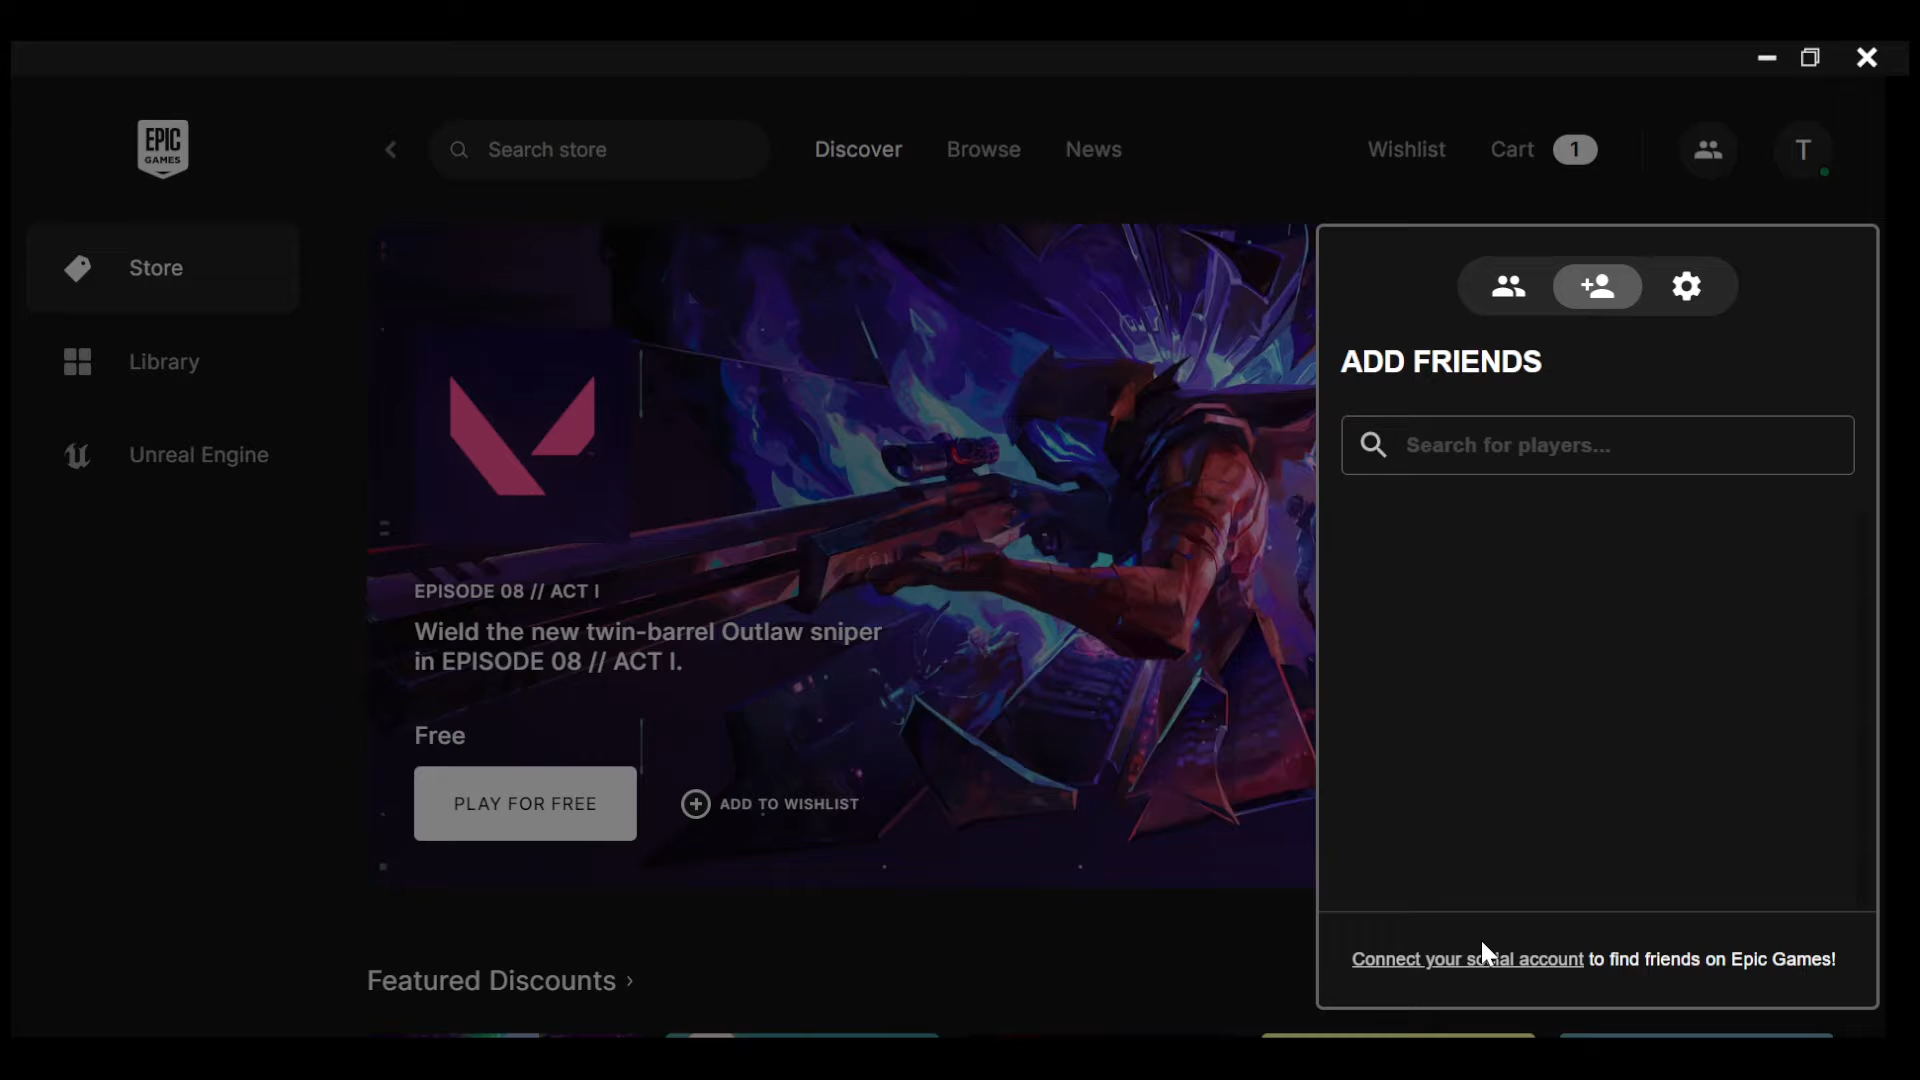 EPIC
GAMES
Search store
Discover
Browse
News
Wishlist
Cart
1
T
Store
Library
Unreal Engine
EPISODE 08 // ACT I
Wield the new twin-barrel Outlaw sniper
in EPISODE 08 // ACT I.
Free
PLAY FOR FREE
ADD TO WISHLIST
Featured Discounts
ADD FRIENDS
Search for players...
Connect your social account to find friends on Epic Games!